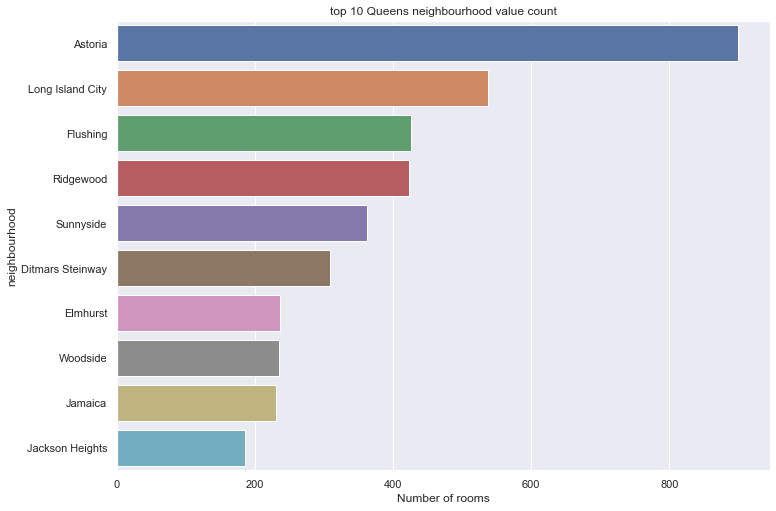 top 10 Queens neighbourhood value count
neighbourhood
Astoria
Long Island City
Flushing
Ridgewood
Sunnyside
Ditmars Steinway
Elmhurst
Woodside
Jamaica
Jackson Heights
0 200 400 600 800
Number of rooms